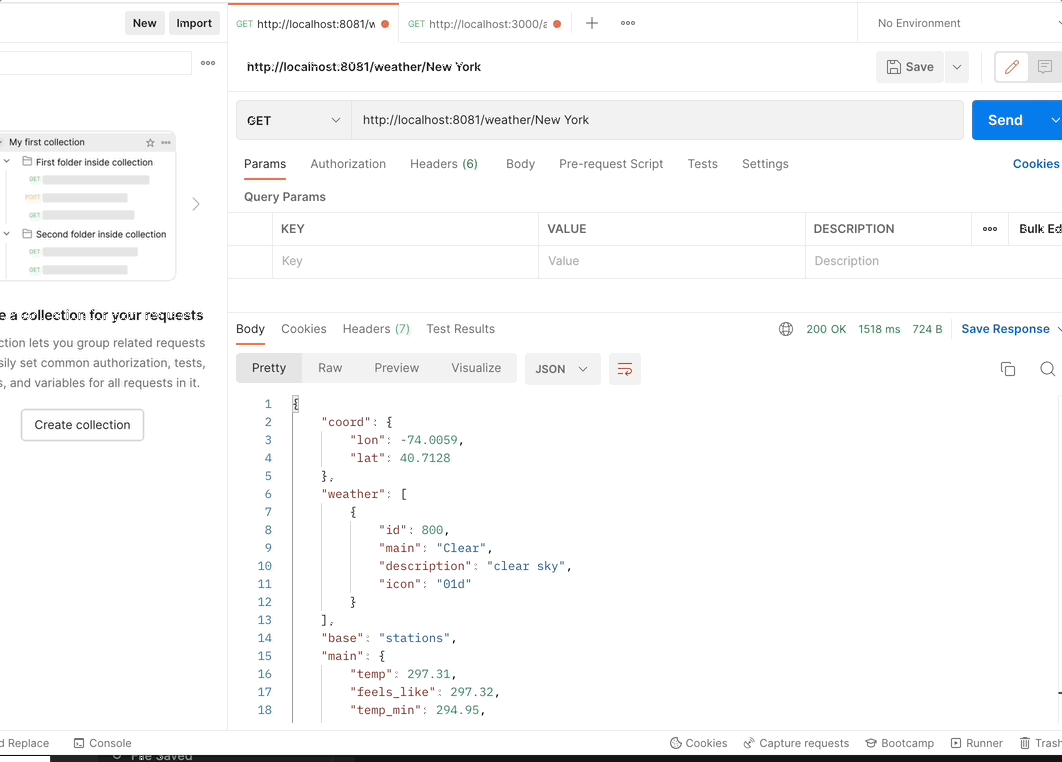 New Import
GET http://localhost:8081/w GET http://localhost:3000/a No Environment
http://localhost:8081/weather/New York
Save
GET http://localhost:8081/weather/New York Send
Params Authorization Headers (6) Body Pre-request Script Tests Settings Cookies
Query Params
KEY VALUE DESCRIPTION Bulk Ed
Key Value Description
My first collection
First folder inside collection
GET
POST
GET
Second folder inside collection
GET
GET
e a collection for your requests
ction lets you group related requests
sily set common authorization, tests,
s, and variables for all requests in it.
Create collection
Body Cookies Headers (7) Test Results 200 OK 1518 ms 724 B Save Response
Pretty Raw Preview Visualize JSON
1 {
2 "coord": {
3 "lon": -74.0059,
4 "lat": 40.7128
5 },
6 "weather": [
7 {
8 "id": 800,
9 "main": "Clear",
10 "description": "clear sky",
11 "icon": "01d"
12 }
13 ],
14 "base": "stations",
15 "main": {
16 "temp": 297.31,
17 "feels_like": 297.32,
18 "temp_min": 294.95,
d Replace Console Cookies Capture requests Bootcamp Runner Trash
File Saved